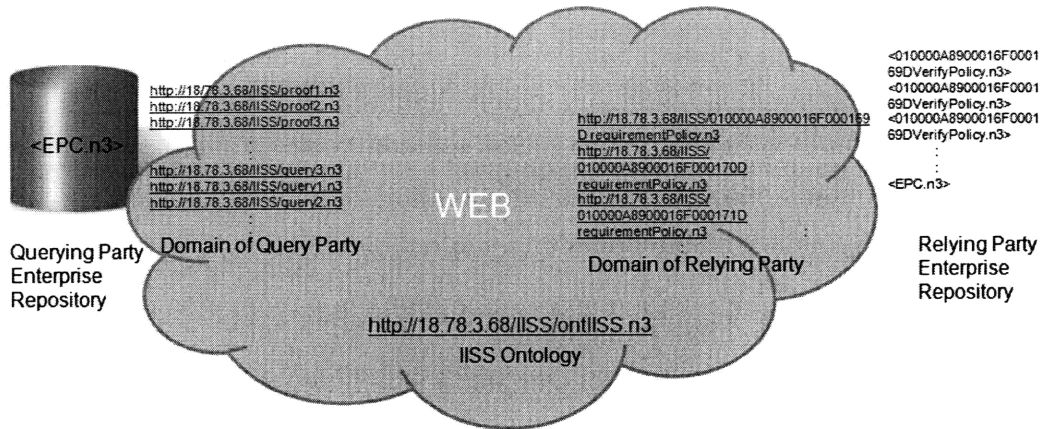 <EPC.n3>
Querying Party
Enterprise
Repository
http://18/78.3.68/IISS/proof1.n3
http://18/78.3.68/IISS/proof2.n3
http://18/78.3.68/IISS/proof3.n3
http://18.78.3.68/IISS/query3.n3
http://18.78.3.68/IISS/query1.n3
http://18.78.3.68/IISS/query2.n3
Domain of Query Party
WEB
http://18.78.3.68/IISS/010000A8900016F000169
D requirementPolicy.n3
http://18.78.3.68/IISS/
010000A8900016F000170D
requirementPolicy.n3
http://18.78.3.68/IISS/
010000A8900016F000171D
requirementPolicy.n3
Domain of Relying Party
http://18.78.3.68/IISS/ontIISS.n3
IISS Ontology
<010000A8900016F0001
69DVerifyPolicy.n3>
<010000A8900016F0001
69DVerifyPolicy.n3>
<010000A8900016F0001
69DVerifyPolicy.n3>
<EPC.n3>
Relying Party
Enterprise
Repository